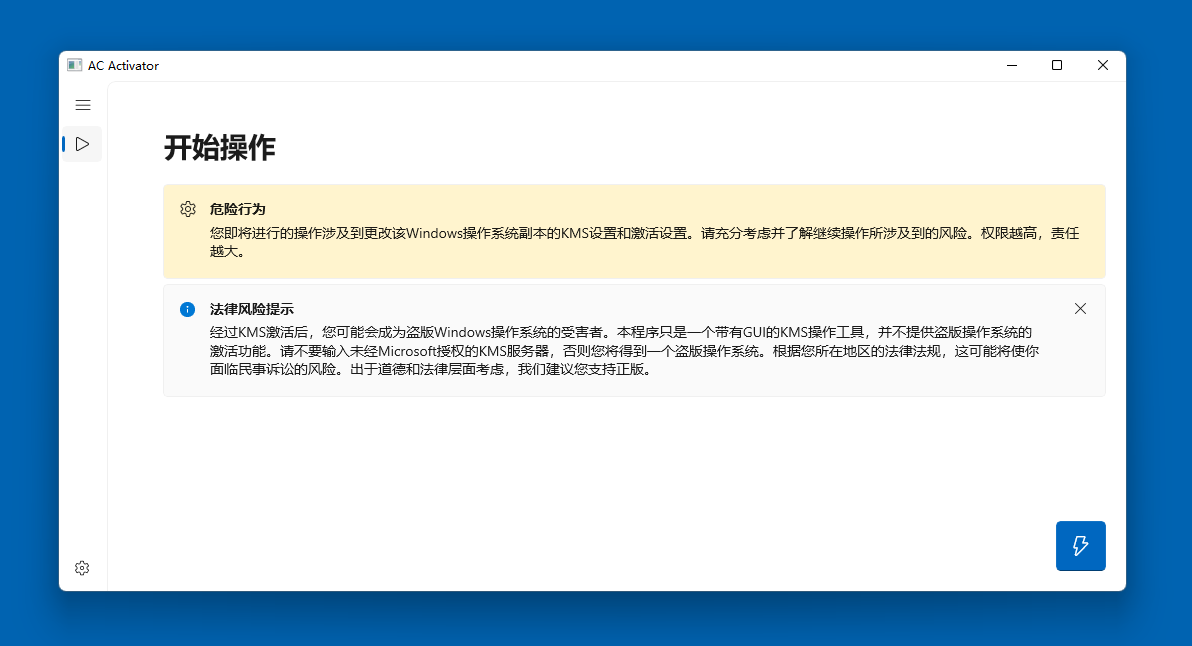 AC Activator
开始操作
危险行为
您即将进行的操作涉及到更改该Windows操作系统副本的KMS设置和激活设置。请充分考虑并了解继续操作所涉及到的风险。权限越高，责任
越大。
法律风险提示
经过KMS激活后，您可能会成为盗版Windows操作系统的受害者。本程序只是一个带有GUI的KMS操作工具，并不提供盗版操作系统的
激活功能。请不要输入未经Microsoft授权的KMS服务器，否则您将得到一个盗版操作系统。根据您所在地区的法律法规，这可能将使你
面临民事诉讼的风险。出于道德和法律层面考虑，我们建议您支持正版。